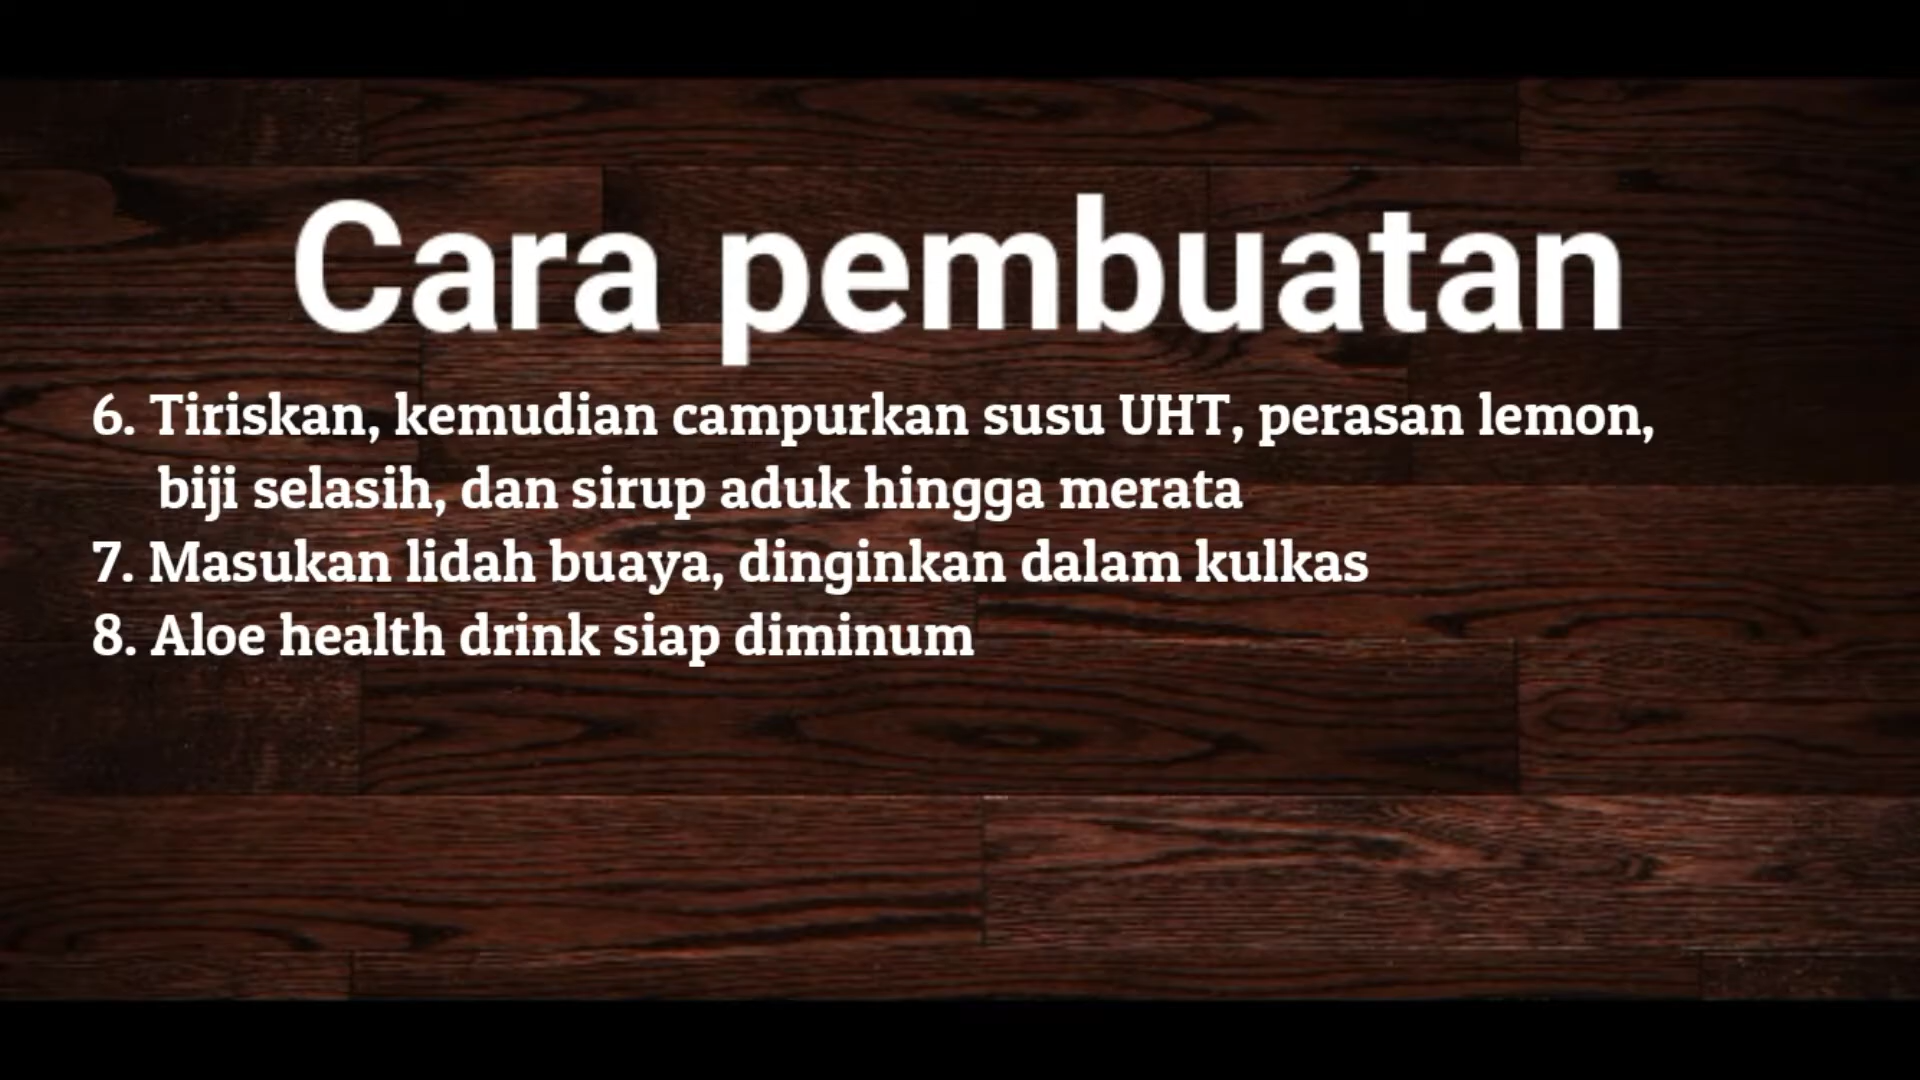 Cara pembuatan
6. Tiriskan, kemudian campurkan susu UHT, perasan lemon,
biji selasih, dan sirup aduk hingga merata
7. Masukan lidah buaya, dinginkan dalam kulkas
8. Aloe health drink siap diminum